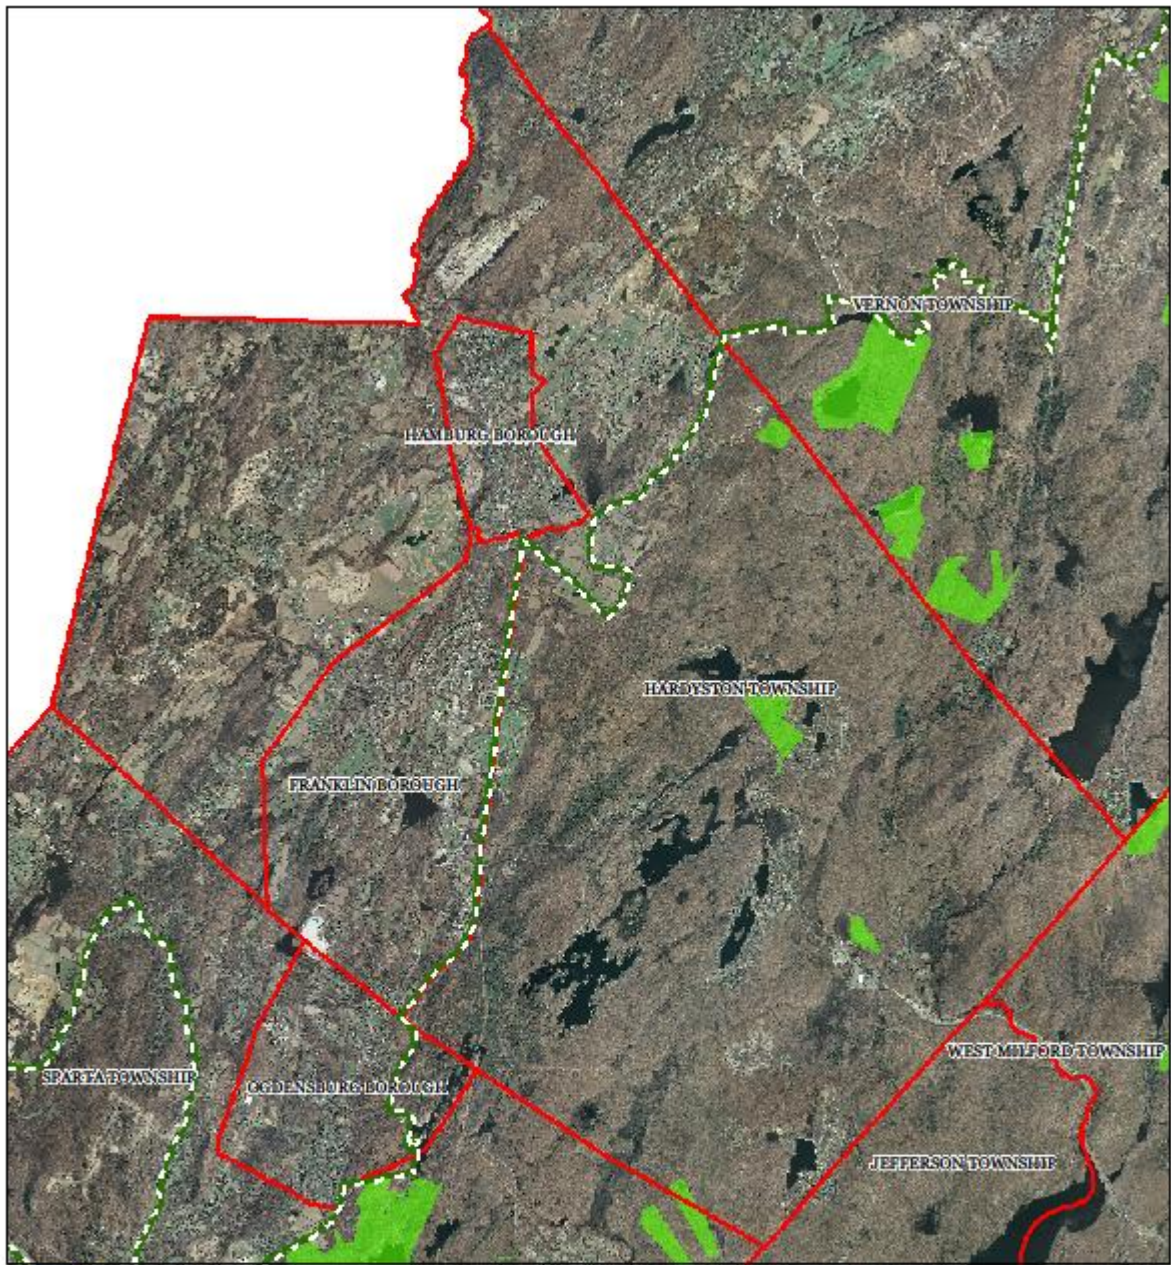 VERNON TOWNSHIP
HAMBURG BOROUGH
HARDYSTON TOWNSHIP
FRANKLIN BOROUGH
WEST MILFORD TOWNSHIP
SPARTA TOWNSHIP
OGDENSBURG BOROUGH
JEFFERSON TOWNSHIP